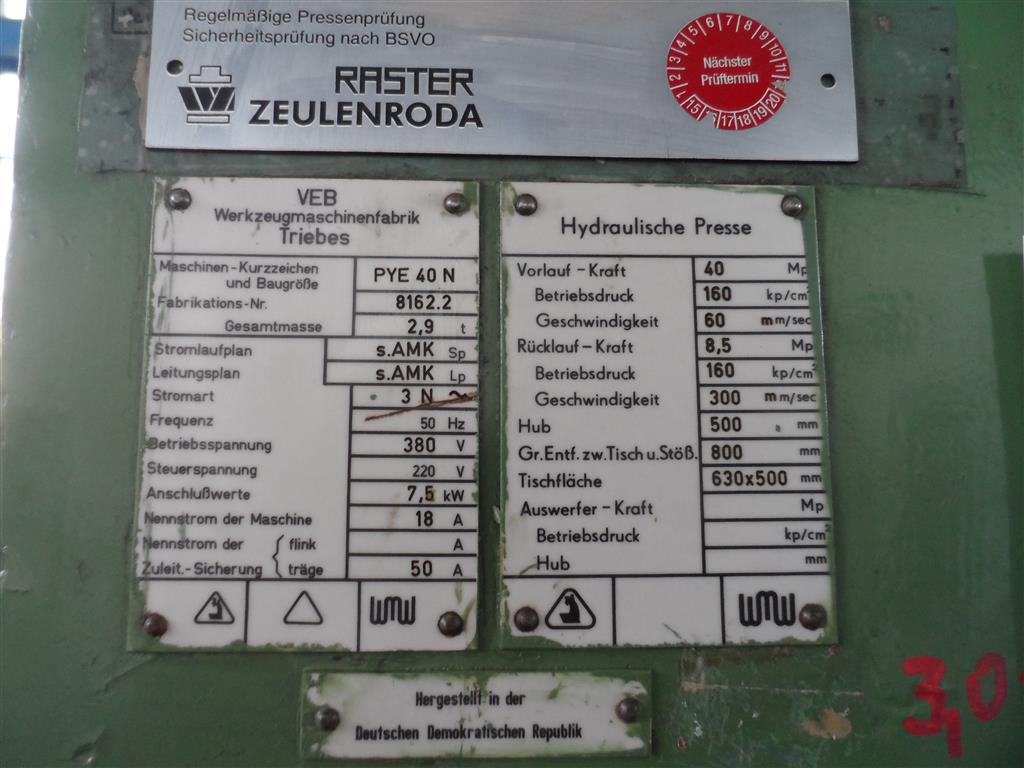 Regelmäßige Pressenprüfung
Sicherheitsprüfung nach BSVO
RASTER
ZEULENRODA
1 2 3 4 5 6 7 8 9 10 11
Nächster
Prüftermin
15 16 17 18 19 20
VEB
Werkzeugmaschinenfabrik
Triebes
Maschinen-Kurzzeichen
und Baugröße PYE 40 N
Fabrikations-Nr. 8162.2
Gesamtmasse 2,9 t
Stromlaufplan s.AMK Sp
Leitungsplan s.AMK Lp
Stromart 3 N ~
Frequenz 50 Hz
Betriebsspannung 380 V
Steuerspannung 220 V
Anschlußwerte 7,5 kW
Nennstrom der Maschine 18 A
Nennstrom der { flink A
Zuleit.-Sicherung { träge 50 A
WMW
Hydraulische Presse
Vorlauf-Kraft 40 Mp
Betriebsdruck 160 kp/cm²
Geschwindigkeit 60 mm/sec
Rücklauf-Kraft 8,5 Mp
Betriebsdruck 160 kp/cm²
Geschwindigkeit 300 mm/sec
Hub 500 mm
Gr.Entf.zw.Tisch u.Stöß. 800 mm
Tischfläche 630x500 mm
Auswerfer-Kraft Mp
Betriebsdruck kp/cm²
Hub mm
WMW
Hergestellt in der
Deutschen Demokratischen Republik
3,0